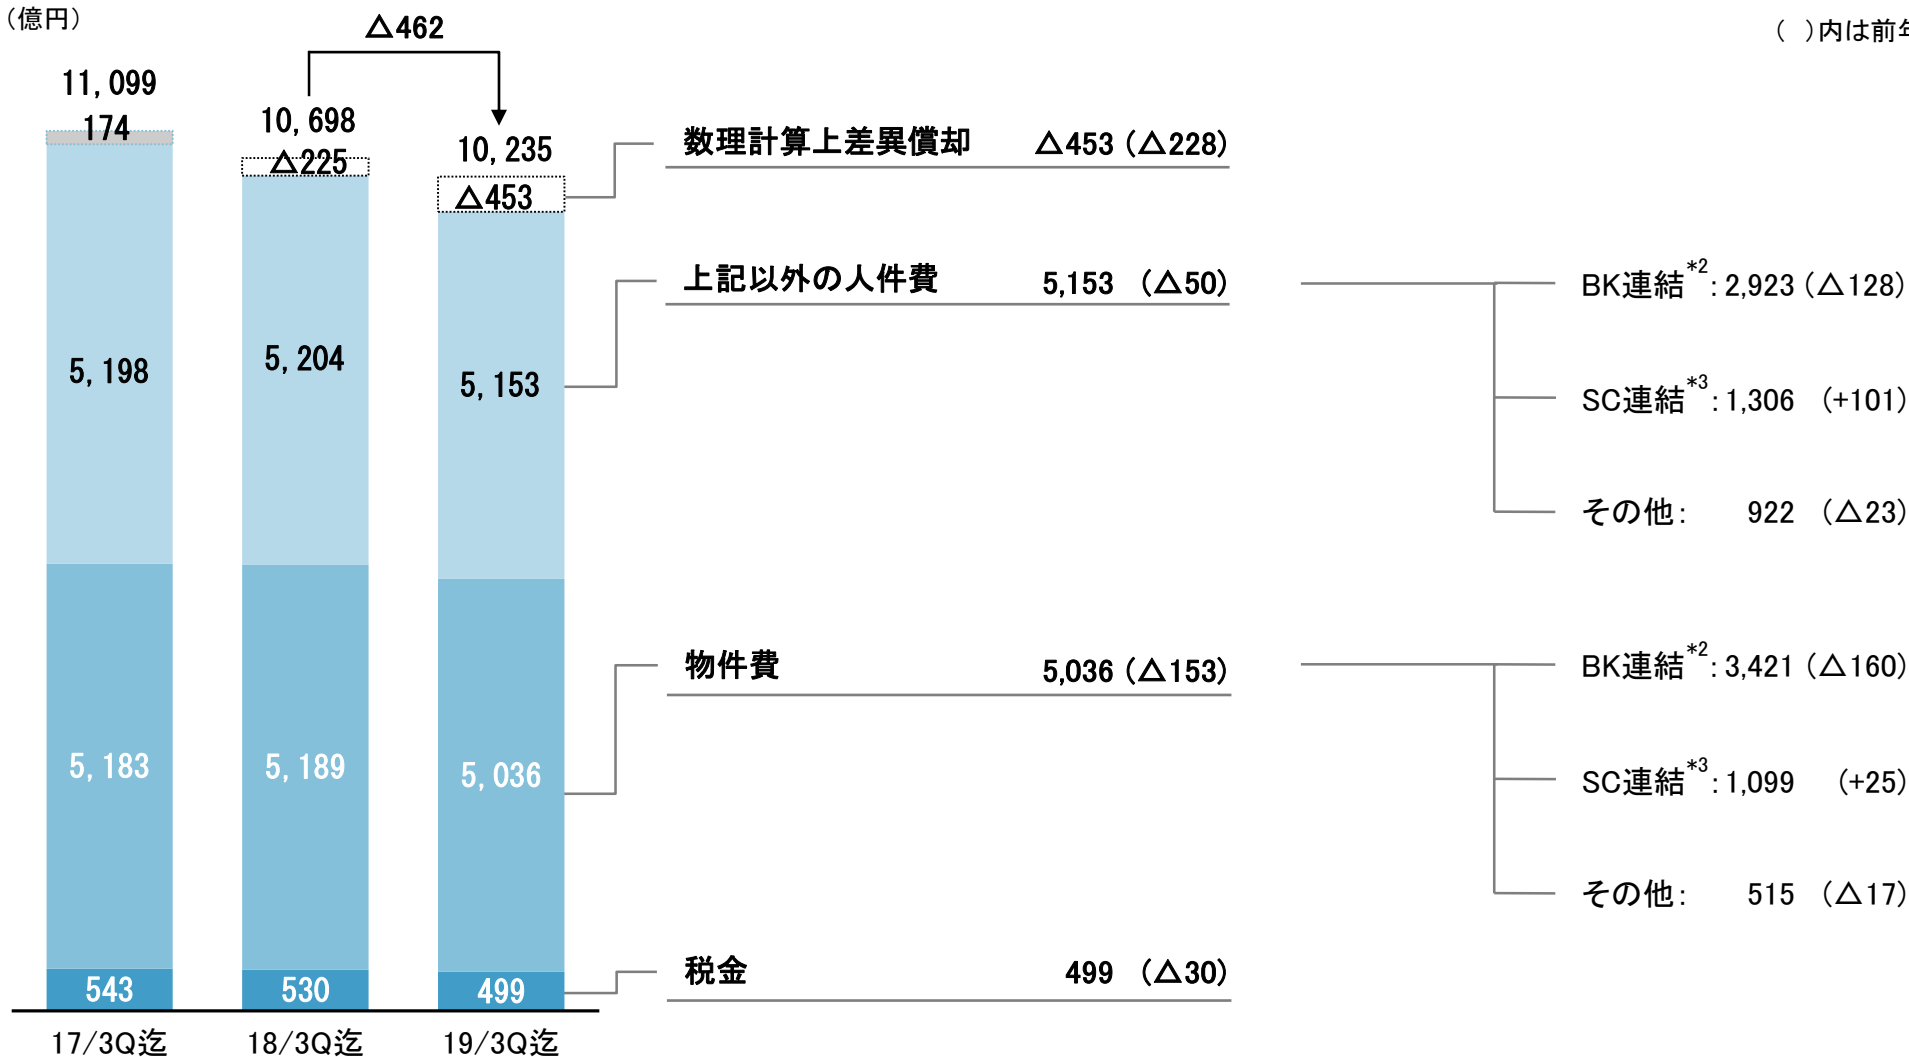 （億円）
△462
（ ）内は前
11,099
174
10,698
△225
10,235
△453
数理計算上差異償却 △453 (△228)
上記以外の人件費 5,153 (△50)
BK連結*2: 2,923 (△128)
SC連結*3: 1,306 (+101)
その他: 922 (△23)
5,198
5,204
5,153
物件費 5,036 (△153)
BK連結*2: 3,421 (△160)
SC連結*3: 1,099 (+25)
その他: 515 (△17)
5,183
5,189
5,036
税金 499 (△30)
543
530
499
17/3Q迄
18/3Q迄
19/3Q迄